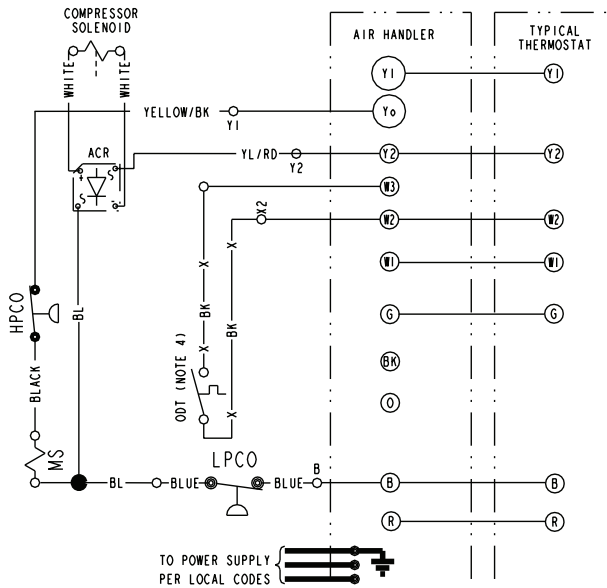 COMPRESSOR
SOLENOID
AIR HANDLER
TYPICAL
THERMOSTAT
WHITE
WHITE
Y1
Y1
YELLOW/BK
Y1
Yo
ACR
YL/RD
Y2
Y2
Y2
+
S
S
-
W3
X2
W2
W2
X
X
W1
W1
HPCO
BL
BK
BK
G
G
ODT (NOTE 4)
X
X
BK
BLACK
O
MS
LPCO
BL
BLUE
BLUE
B
B
B
R
R
TO POWER SUPPLY
PER LOCAL CODES